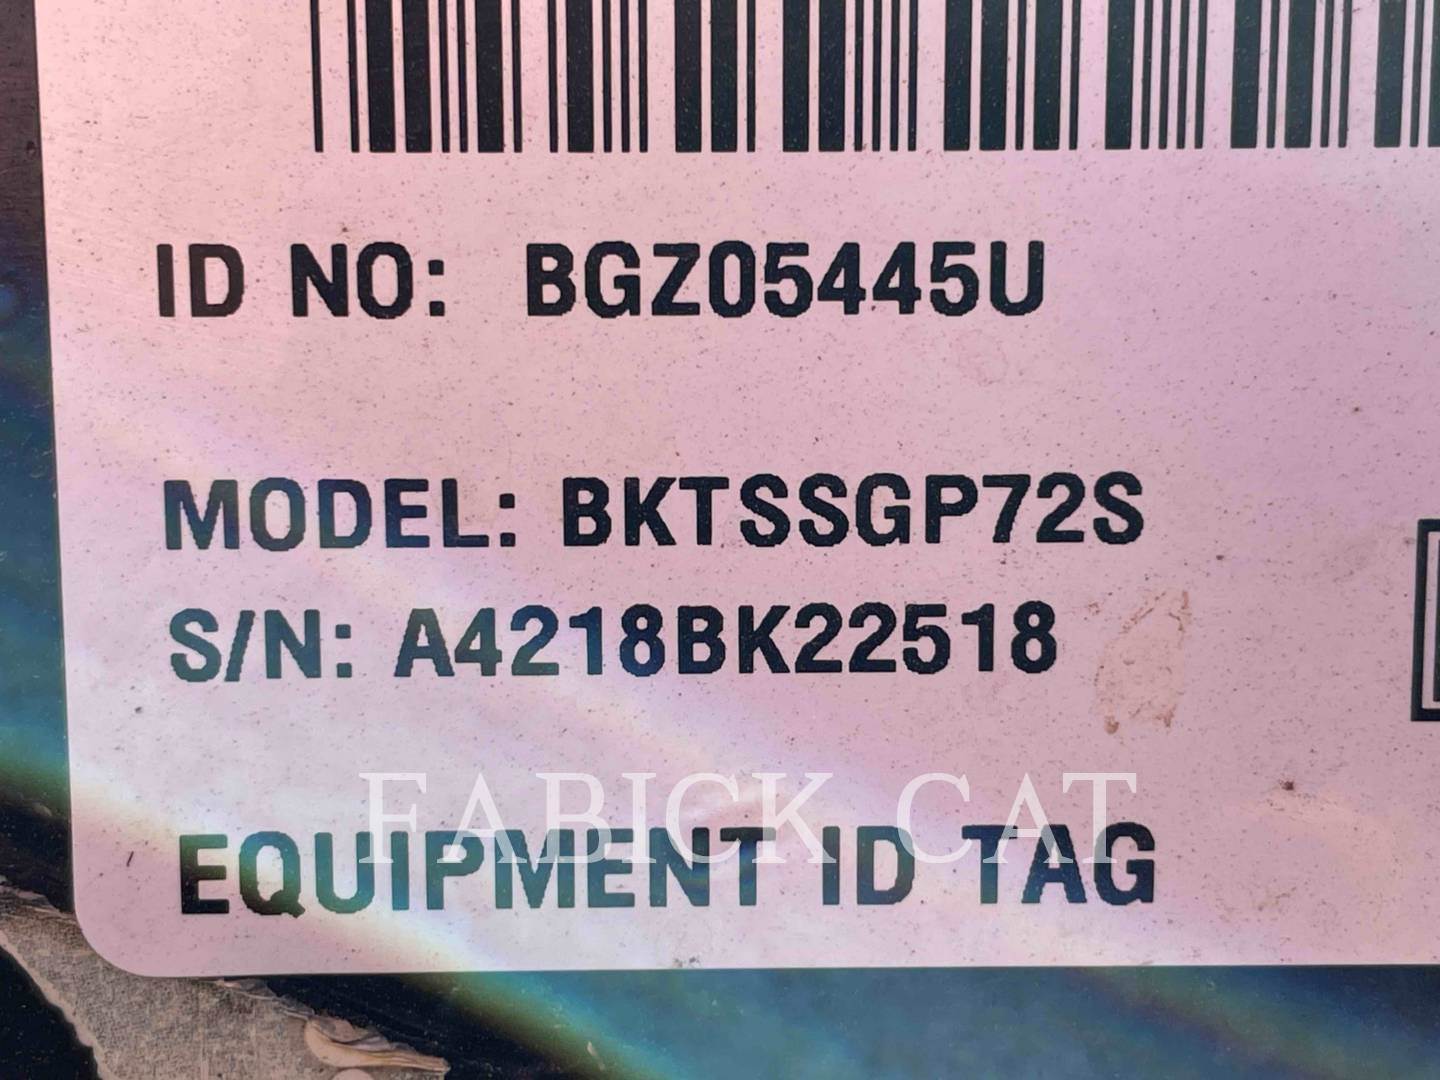 ID NO: BGZ05445U
MODEL: BKTSSGP72S
S/N: A4218BK22518
FABICK CAT
EQUIPMENT ID TAG